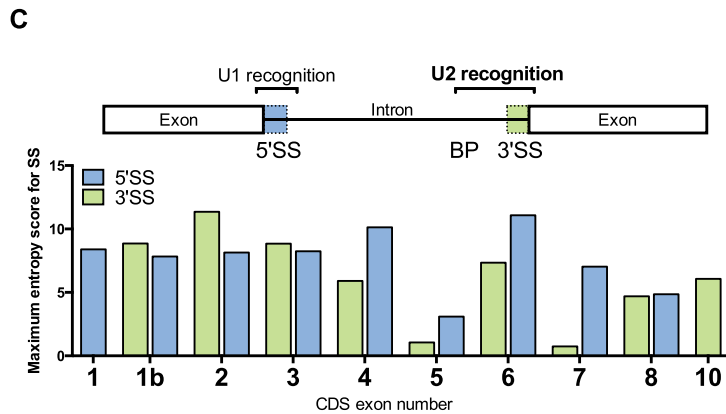 C
U1 recognition
U2 recognition
Exon
Intron
Exon
5'SS
BP
3'SS
Maximum entropy score for SS
15
10
5
0
5'SS
3'SS
1 1b 2 3 4 5 6 7 8 10
CDS exon number